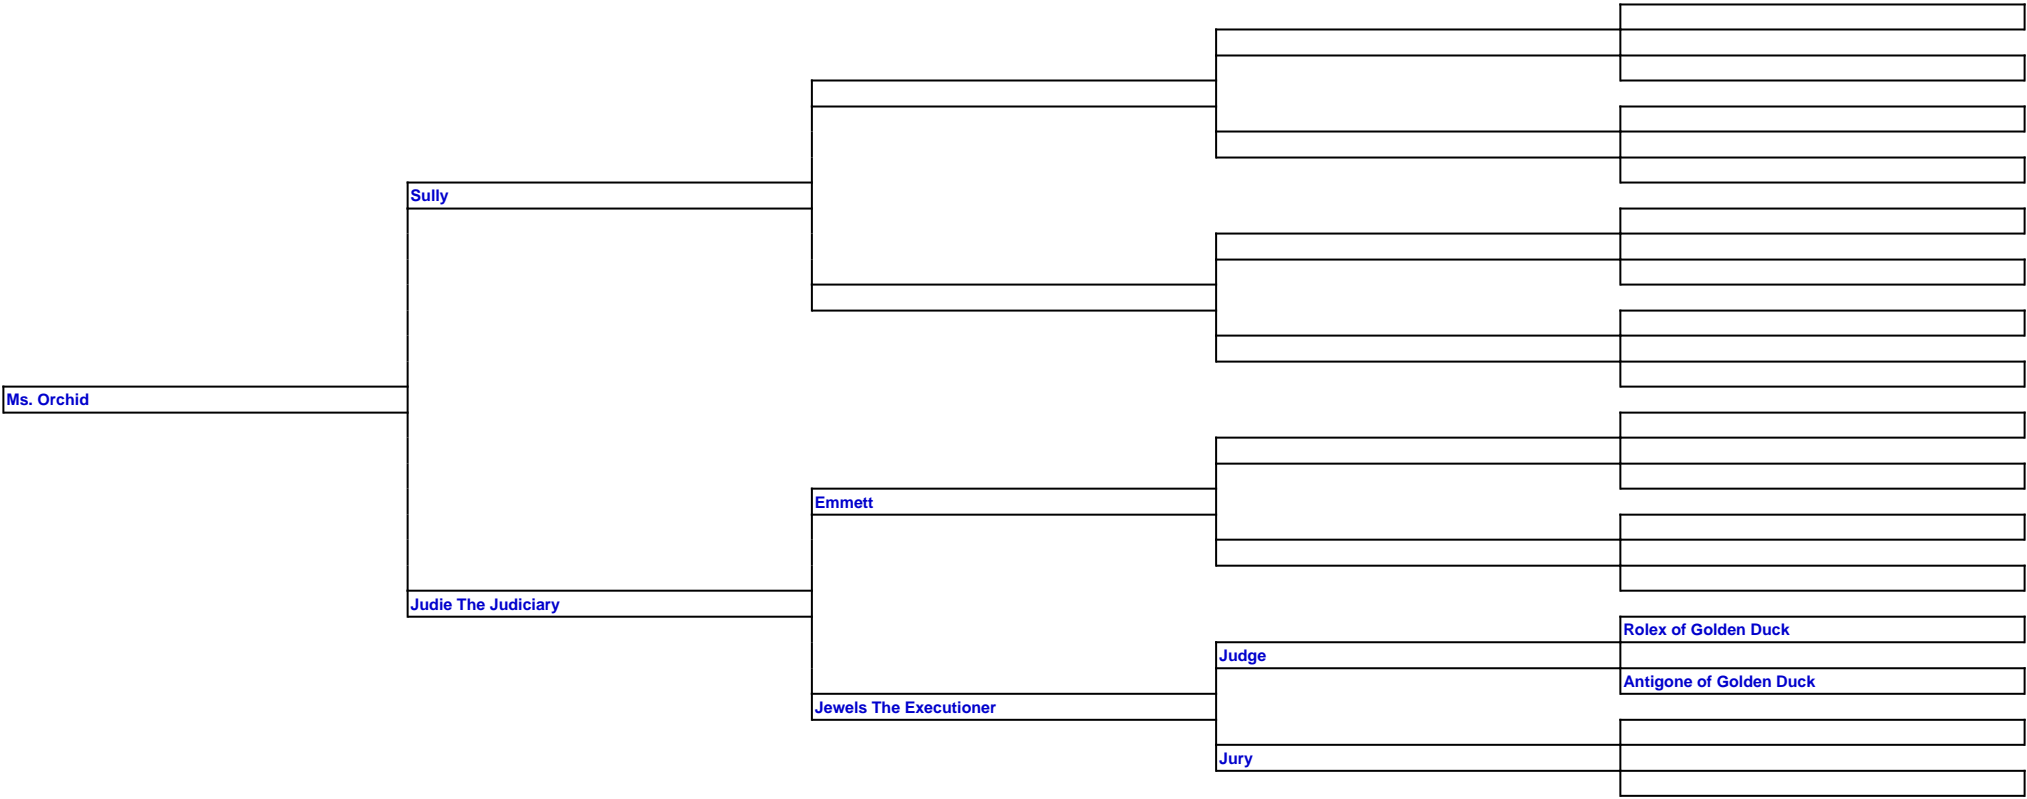 Sully
Ms. Orchid
Emmett
Judie The Judiciary
Rolex of Golden Duck
Judge
Antigone of Golden Duck
Jewels The Executioner
Jury